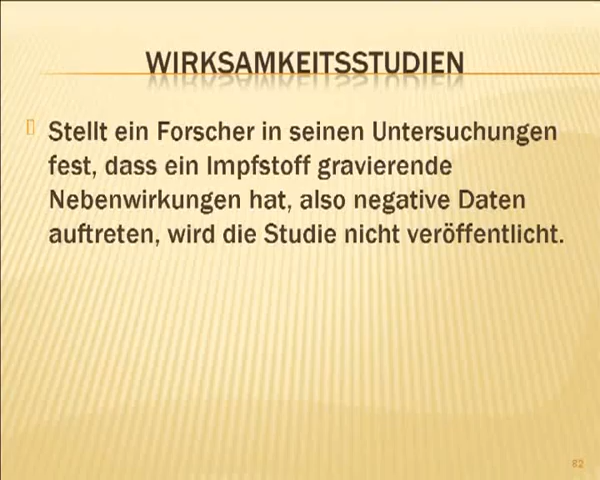 WIRKSAMKEITSSTUDIEN
Stellt ein Forscher in seinen Untersuchungen
fest, dass ein Impfstoff gravierende
Nebenwirkungen hat, also negative Daten
auftreten, wird die Studie nicht veröffentlicht.
82